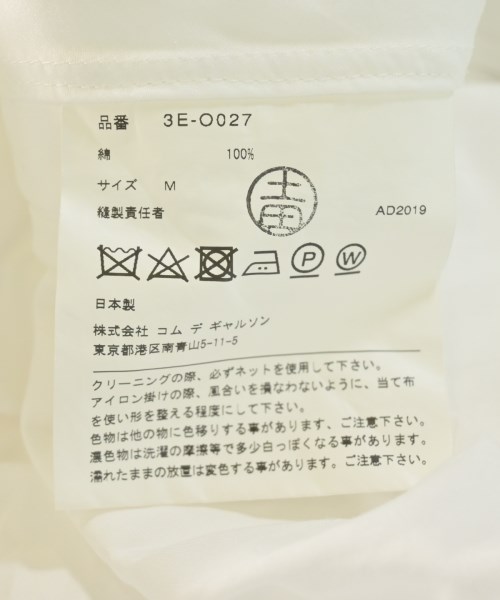 品番 3E-O027
綿 100%
サイズ M
縫製責任者 吉田 AD2019
P W
日本製
株式会社 コム デ ギャルソン
東京都港区南青山5-11-5
クリーニングの際、必ずネットを使用して下さい。
アイロン掛けの際、風合いを損なわないように、当て布
を使い形を整える程度にして下さい。
色物は他の物に色移りする事があります、ご注意下さい。
濃色物は洗濯の摩擦等で多少白っぽくなる事があります。
濡れたままの放置は変色する事があります。ご注意下さい。